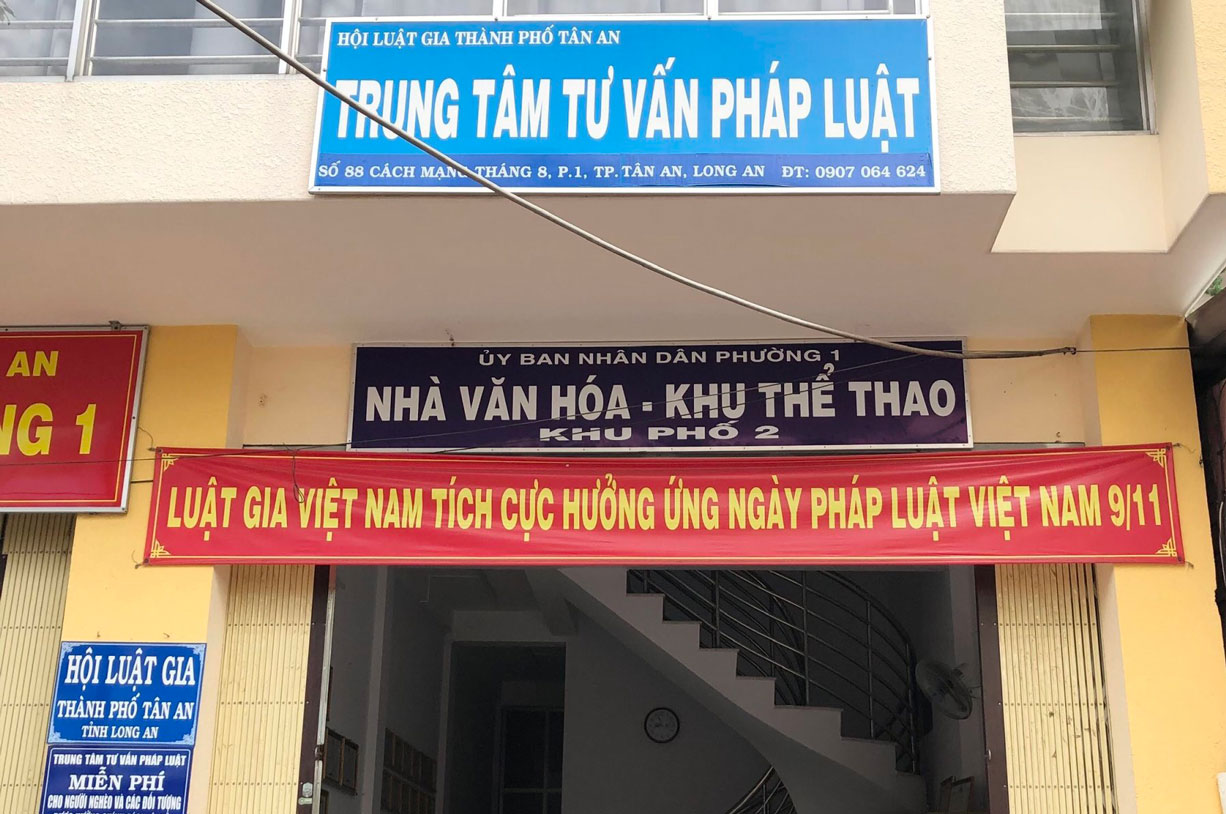 HỘI LUẬT GIA THÀNH PHỐ TÂN AN
TRUNG TÂM TƯ VẤN PHÁP LUẬT
SỐ 88 CÁCH MẠNG THÁNG 8, P.1, TP. TÂN AN, LONG AN ĐT: 0907 064 624
AN
NG 1
ỦY BAN NHÂN DÂN PHƯỜNG 1
NHÀ VĂN HÓA - KHU THỂ THAO
KHU PHỐ 2
LUẬT GIA VIỆT NAM TÍCH CỰC HƯỞNG ỨNG NGÀY PHÁP LUẬT VIỆT NAM 9/11
HỘI LUẬT GIA
THÀNH PHỐ TÂN AN
TỈNH LONG AN
TRUNG TÂM TƯ VẤN PHÁP LUẬT
MIỄN PHÍ
CHO NGƯỜI NGHÈO VÀ CÁC ĐỐI TƯỢNG